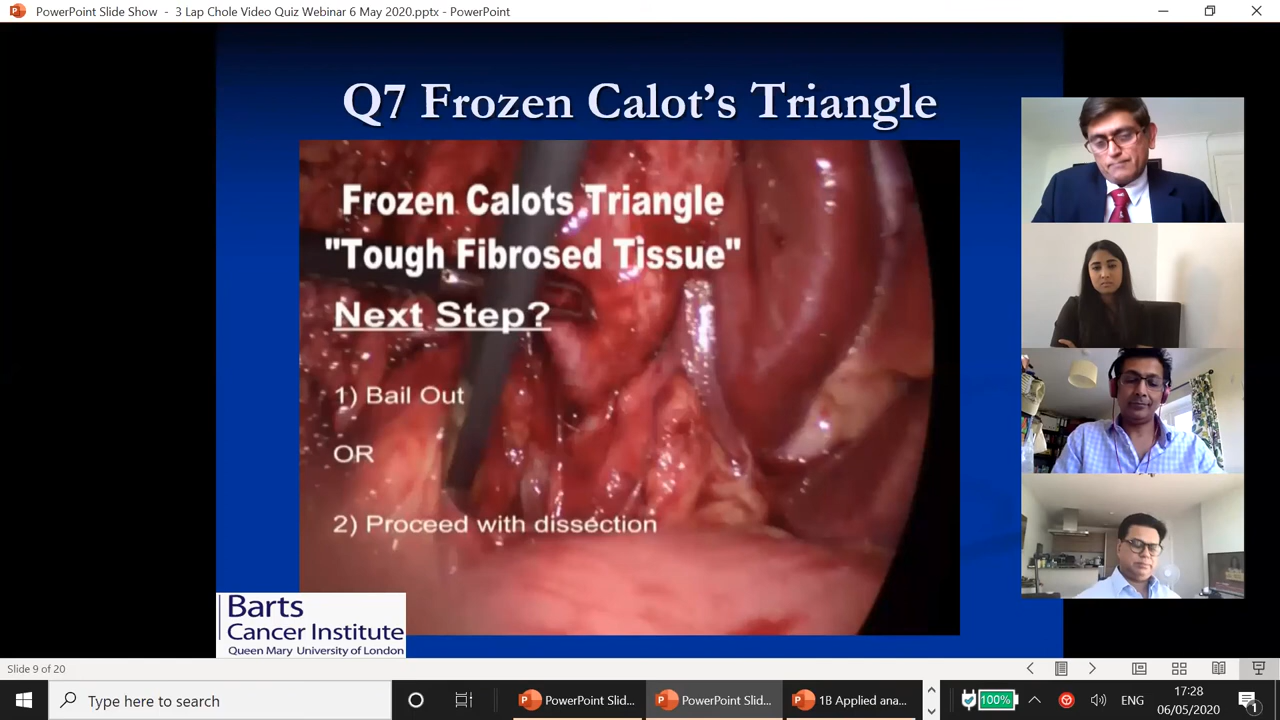 PowerPoint Slide Show - 3 Lap Chole Video Quiz Webinar 6 May 2020.pptx - PowerPoint
Q7 Frozen Calot's Triangle
Frozen Calots Triangle
"Tough Fibrosed Tissue"
Next Step?
1) Bail Out
OR
2) Proceed with dissection
Barts
Cancer Institute
Queen Mary University of London
Slide 9 of 20
Type here to search
PowerPoint Slid...
PowerPoint Slid...
1B Applied ana...
100%
ENG
17:28
06/05/2020
1